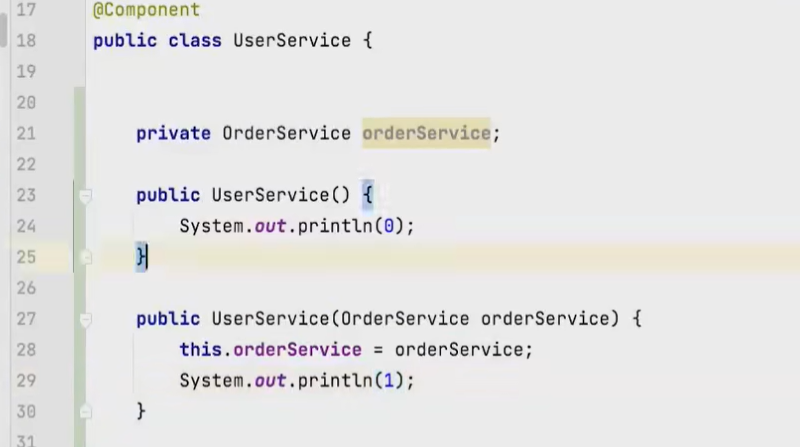 17 @Component
18 public class UserService {
19
20
21 private OrderService orderService;
22
23 public UserService() {
24 System.out.println(0);
25 }
26
27 public UserService(OrderService orderService) {
28 this.orderService = orderService;
29 System.out.println(1);
30 }
31